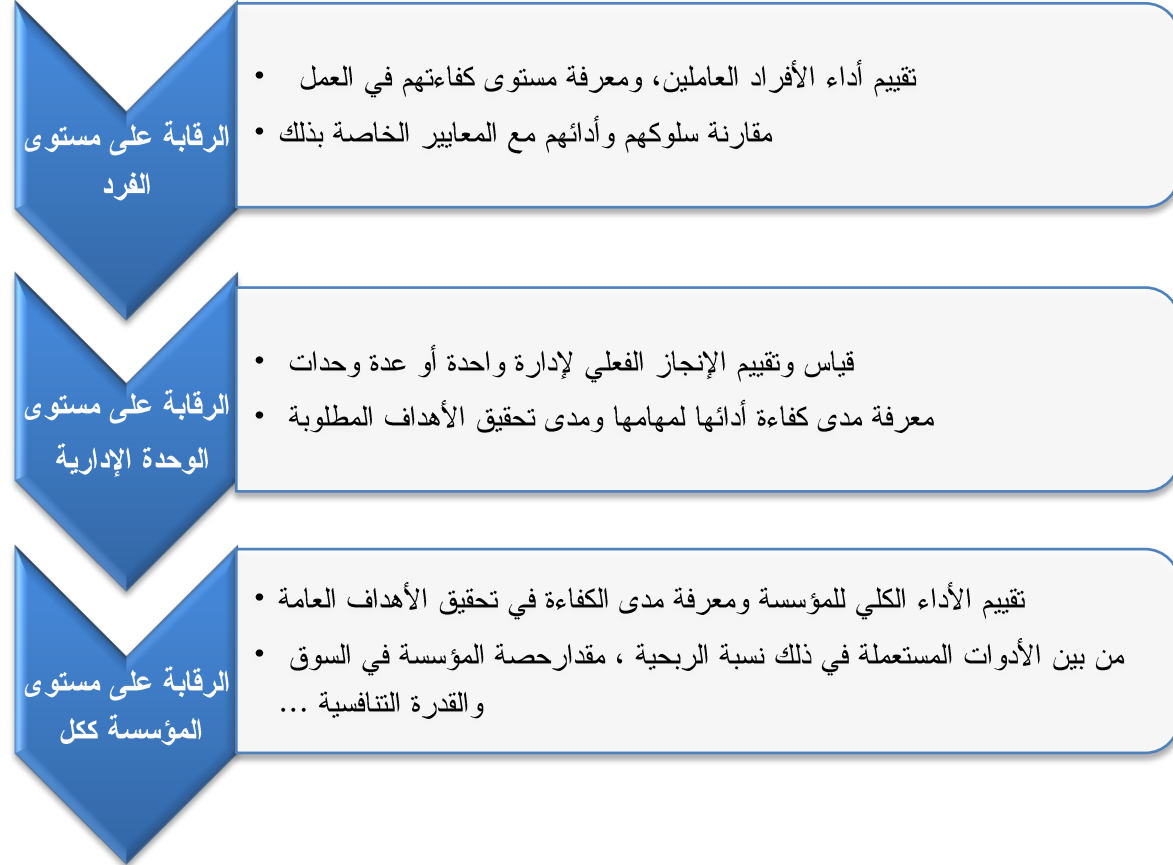 الرقابة على مستوى
الفرد
تقييم أداء الأفراد العاملين، ومعرفة مستوى كفاءتهم في العمل
مقارنة سلوكهم وأدائهم مع المعايير الخاصة بذلك
الرقابة على مستوى
الوحدة الإدارية
قياس وتقييم الإنجاز الفعلي لإدارة واحدة أو عدة وحدات
معرفة مدى كفاءة أدائها لمهامها ومدى تحقيق الأهداف المطلوبة
الرقابة على مستوى
المؤسسة ككل
تقييم الأداء الكلي للمؤسسة ومعرفة مدى الكفاءة في تحقيق الأهداف العامة
من بين الأدوات المستعملة في ذلك نسبة الربحية ، مقدارحصة المؤسسة في السوق
والقدرة التنافسية ...